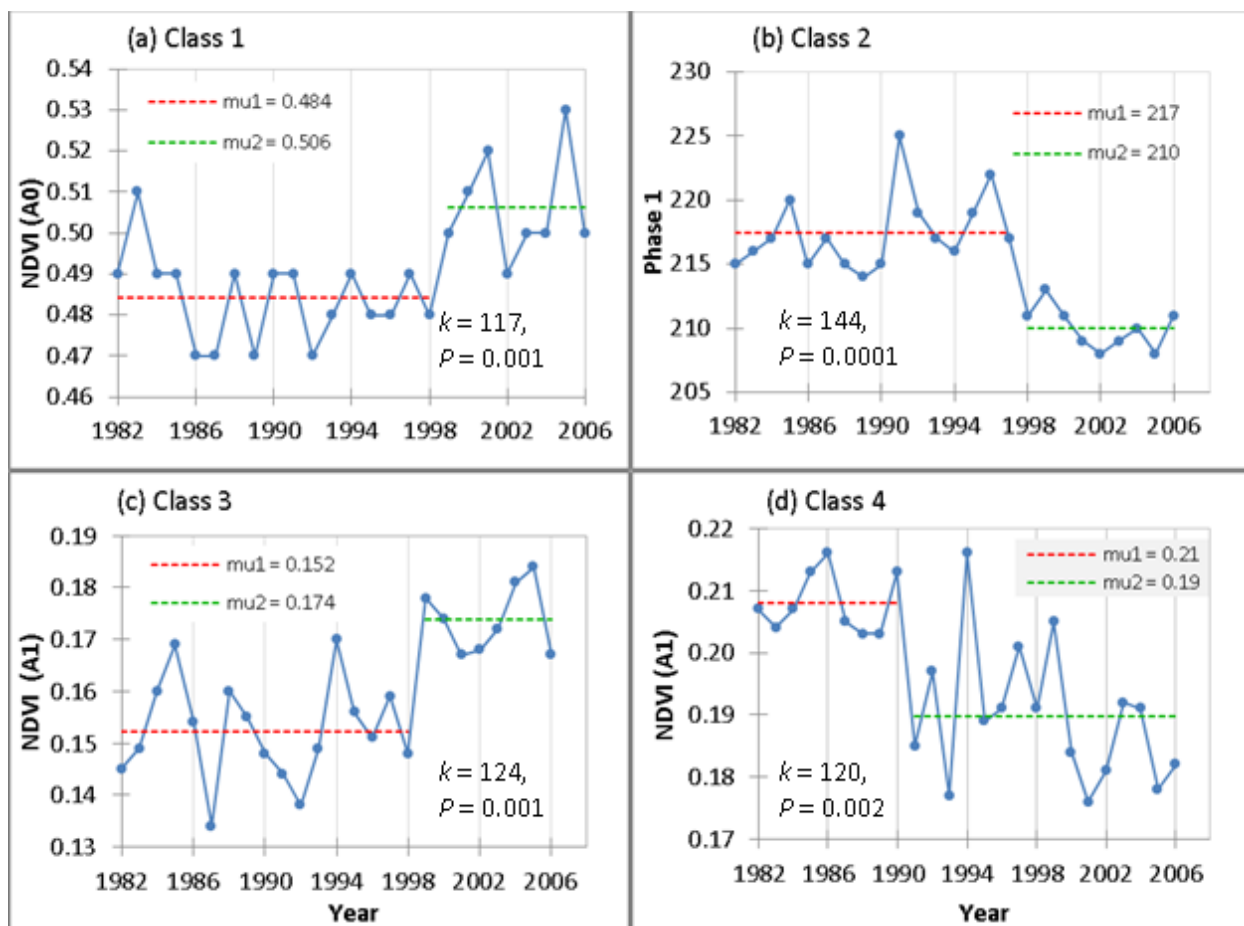 (a) Class 1
NDVI (A0)
0.54
0.53
0.52
0.51
0.50
0.49
0.48
0.47
0.46
mu1 = 0.484
mu2 = 0.506
k = 117,
P = 0.001
1982 1986 1990 1994 1998 2002 2006
(b) Class 2
Phase 1
230
225
220
215
210
205
mu1 = 217
mu2 = 210
k = 144,
P = 0.0001
1982 1986 1990 1994 1998 2002 2006
(c) Class 3
NDVI (A1)
0.19
0.18
0.17
0.16
0.15
0.14
0.13
mu1 = 0.152
mu2 = 0.174
k = 124,
P = 0.001
1982 1986 1990 1994 1998 2002 2006
Year
(d) Class 4
NDVI (A1)
0.22
0.21
0.20
0.19
0.18
0.17
mu1 = 0.21
mu2 = 0.19
k = 120,
P = 0.002
1982 1986 1990 1994 1998 2002 2006
Year